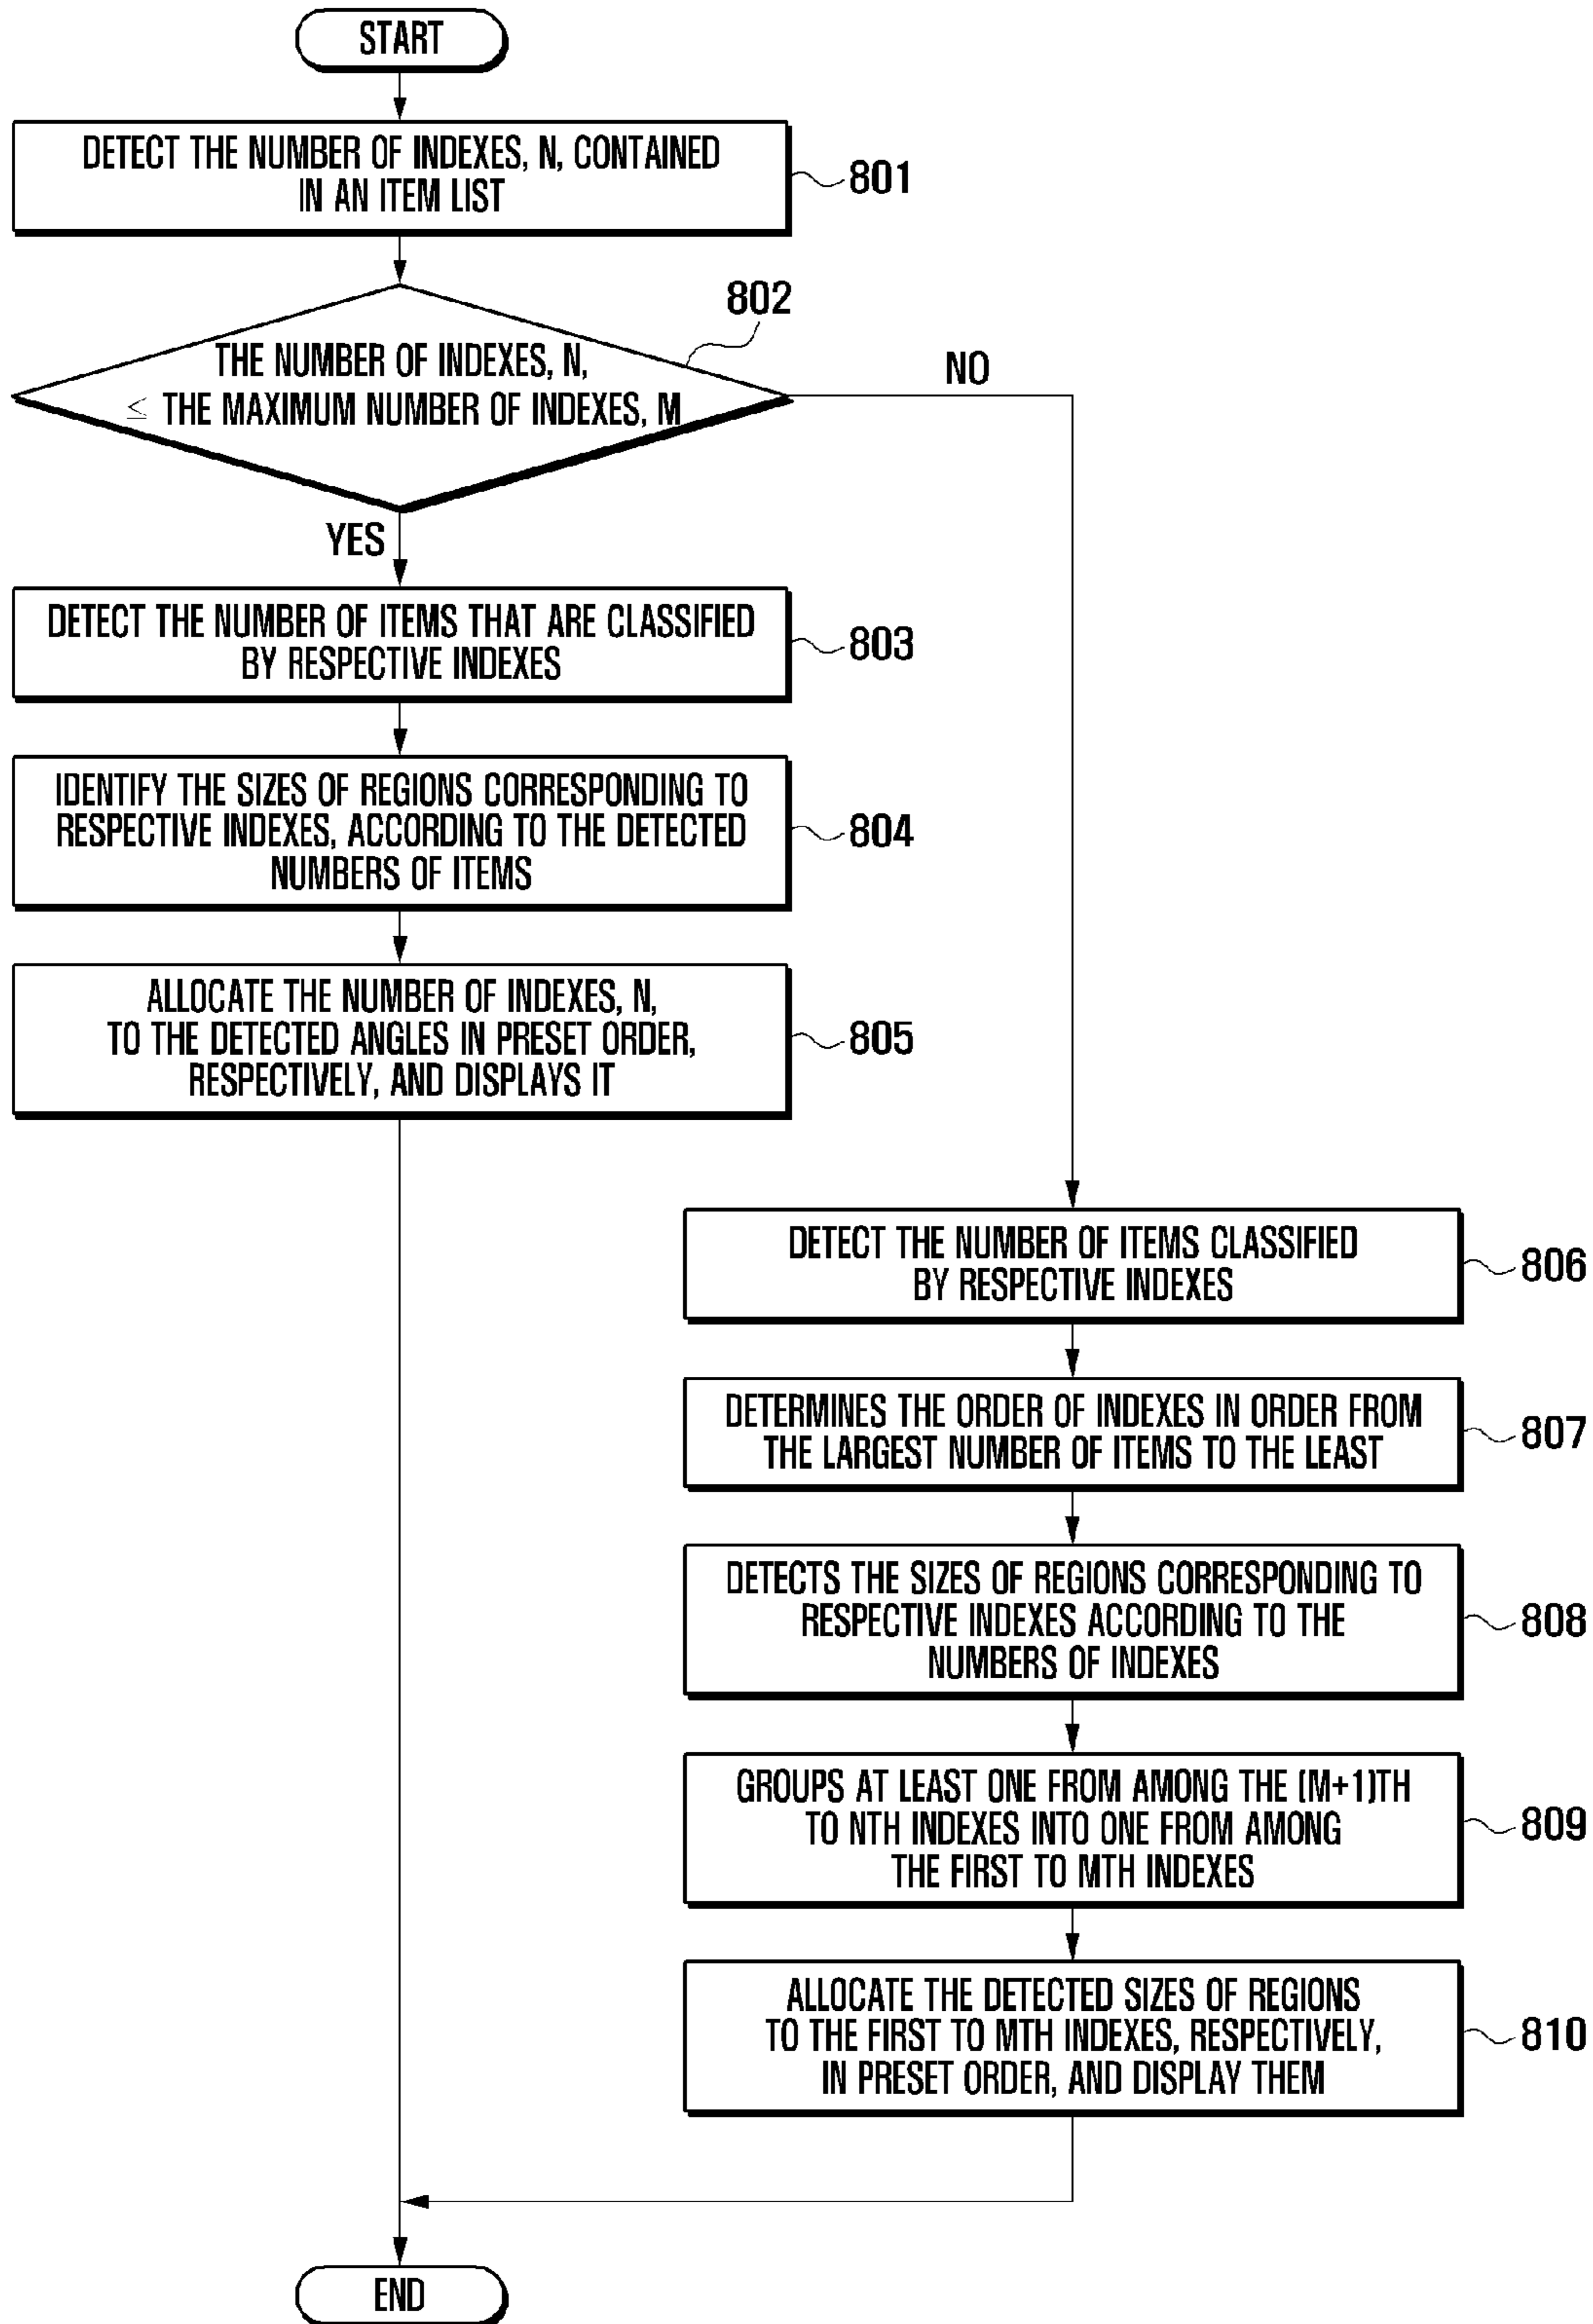 START
DETECT THE NUMBER OF INDEXES, N, CONTAINED
IN AN ITEM LIST
801
802
THE NUMBER OF INDEXES, N,
≤ THE MAXIMUM NUMBER OF INDEXES, M
NO
YES
DETECT THE NUMBER OF ITEMS THAT ARE CLASSIFIED
BY RESPECTIVE INDEXES
803
IDENTIFY THE SIZES OF REGIONS CORRESPONDING TO
RESPECTIVE INDEXES, ACCORDING TO THE DETECTED
NUMBERS OF ITEMS
804
ALLOCATE THE NUMBER OF INDEXES, N,
TO THE DETECTED ANGLES IN PRESET ORDER,
RESPECTIVELY, AND DISPLAYS IT
805
DETECT THE NUMBER OF ITEMS CLASSIFIED
BY RESPECTIVE INDEXES
806
DETERMINES THE ORDER OF INDEXES IN ORDER FROM
THE LARGEST NUMBER OF ITEMS TO THE LEAST
807
DETECTS THE SIZES OF REGIONS CORRESPONDING TO
RESPECTIVE INDEXES ACCORDING TO THE
NUMBERS OF INDEXES
808
GROUPS AT LEAST ONE FROM AMONG THE (M+1)TH
TO NTH INDEXES INTO ONE FROM AMONG
THE FIRST TO MTH INDEXES
809
ALLOCATE THE DETECTED SIZES OF REGIONS
TO THE FIRST TO MTH INDEXES, RESPECTIVELY,
IN PRESET ORDER, AND DISPLAY THEM
810
END